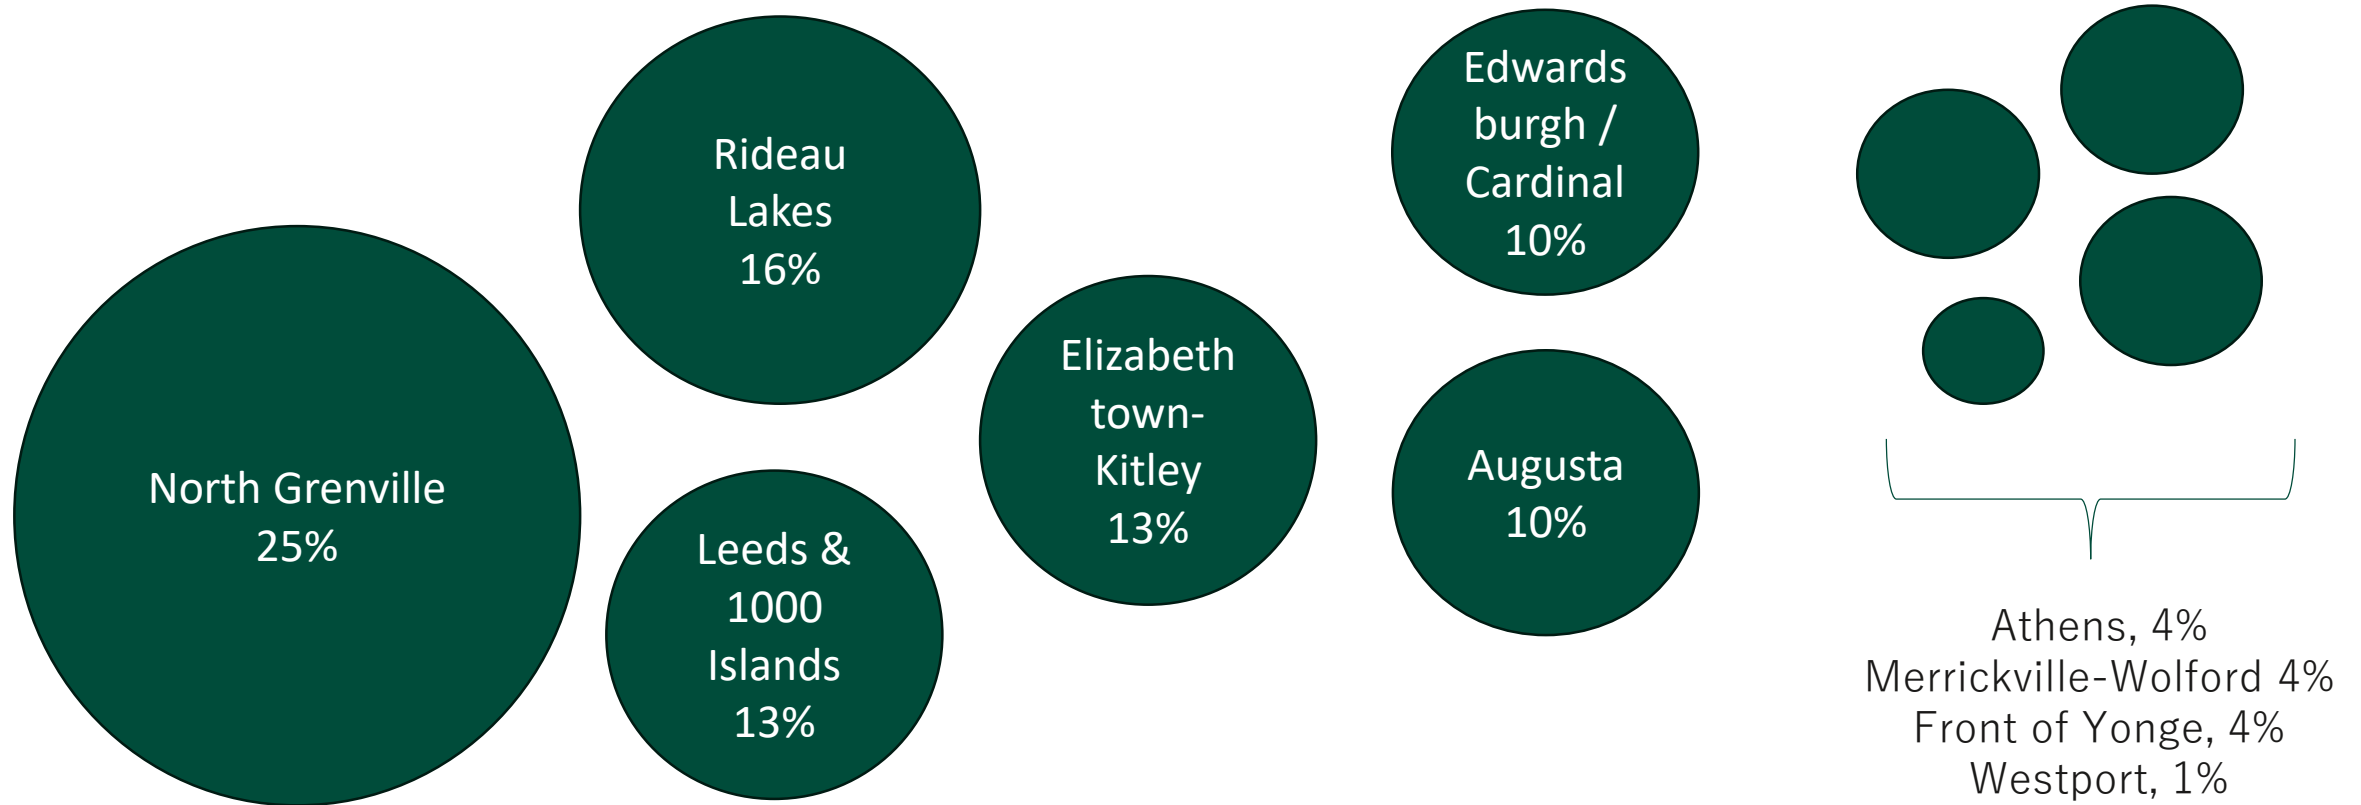 North Grenville
25%
Rideau
Lakes
16%
Leeds &
1000
Islands
13%
Elizabeth
town-
Kitley
13%
Edwards
burgh /
Cardinal
10%
Augusta
10%
Athens, 4%
Merrickville-Wolford 4%
Front of Yonge, 4%
Westport, 1%